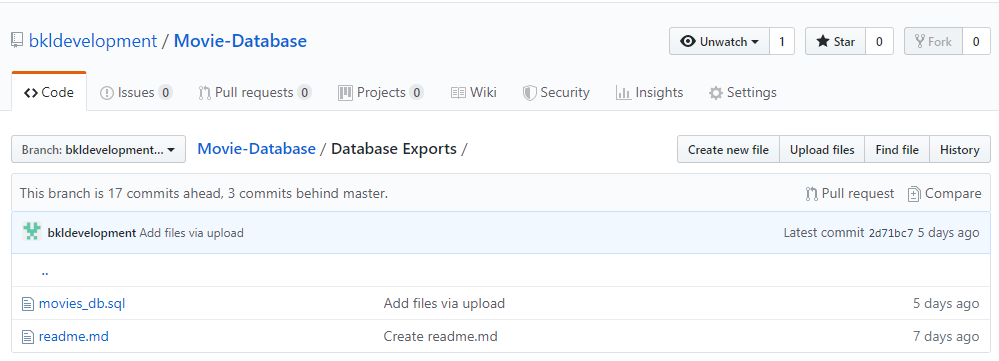 bkldevelopment / Movie-Database
Unwatch 1 Star 0 Fork 0
Code Issues 0 Pull requests 0 Projects 0 Wiki Security Insights Settings
Branch: bkldevelopment... Movie-Database / Database Exports / Create new file Upload files Find file History
This branch is 17 commits ahead, 3 commits behind master. Pull request Compare
bkldevelopment Add files via upload Latest commit 2d71bc7 5 days ago
..
movies_db.sql Add files via upload 5 days ago
readme.md Create readme.md 7 days ago